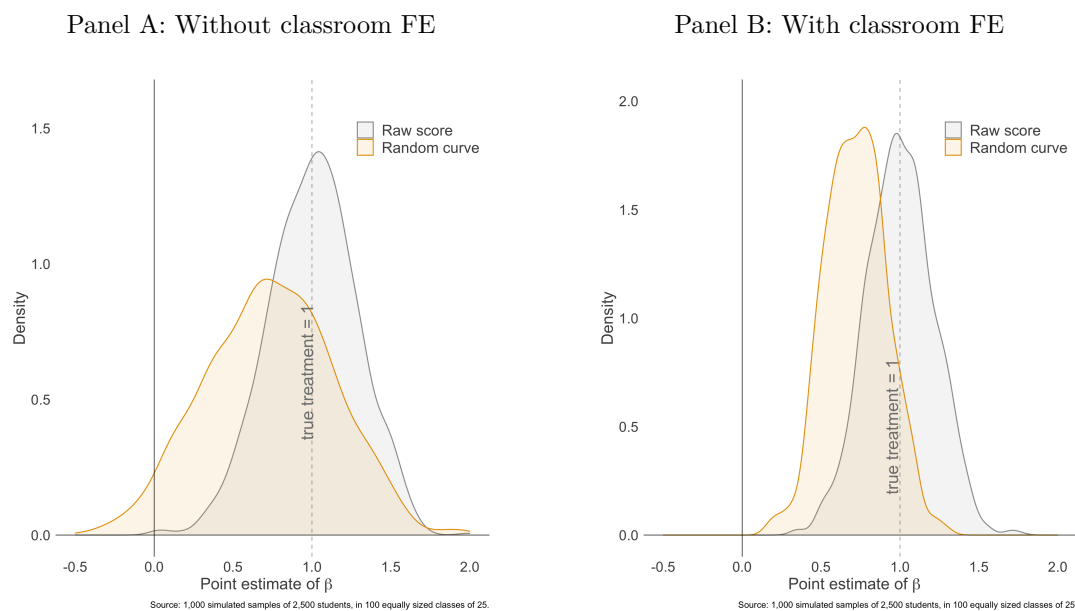 Panel A: Without classroom FE
1.5
1.0
0.5
0.0
Density
Raw score
Random curve
true treatment = 1
-0.5 0.0 0.5 1.0 1.5 2.0
Point estimate of β
Source: 1,000 simulated samples of 2,500 students, in 100 equally sized classes of 25.
Panel B: With classroom FE
2.0
1.5
1.0
0.5
0.0
Density
Raw score
Random curve
true treatment = 1
-0.5 0.0 0.5 1.0 1.5 2.0
Point estimate of β
Source: 1,000 simulated samples of 2,500 students, in 100 equally sized classes of 25